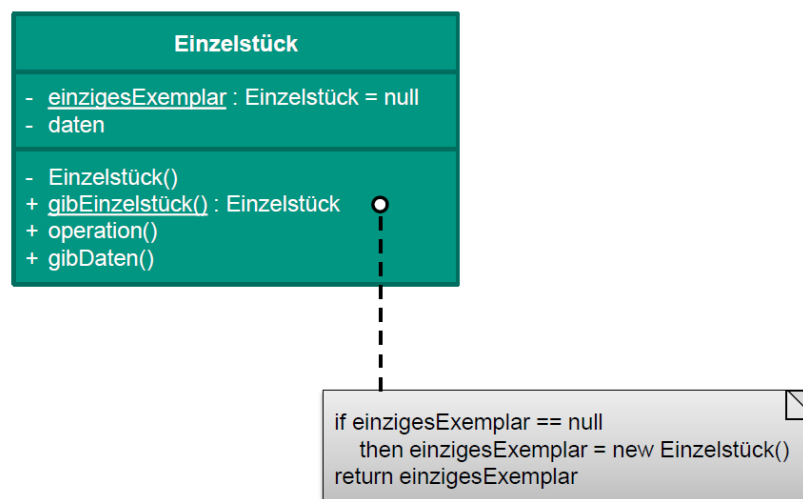 Einzelstück
- einzigesExemplar : Einzelstück = null
- daten
- Einzelstück()
+ gibEinzelstück() : Einzelstück
+ operation()
+ gibDaten()
if einzigesExemplar == null
then einzigesExemplar = new Einzelstück()
return einzigesExemplar